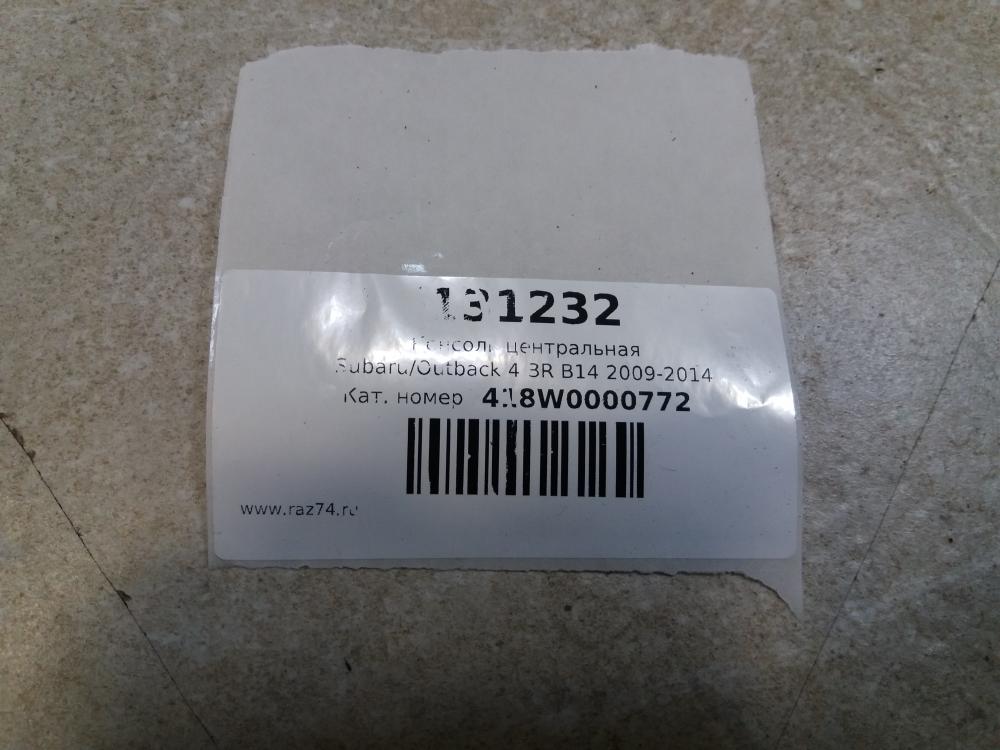 131232
Консоль центральная
Subaru/Outback 4 BR B14 2009-2014
Кат. номер 418W0000772
www.raz74.ru